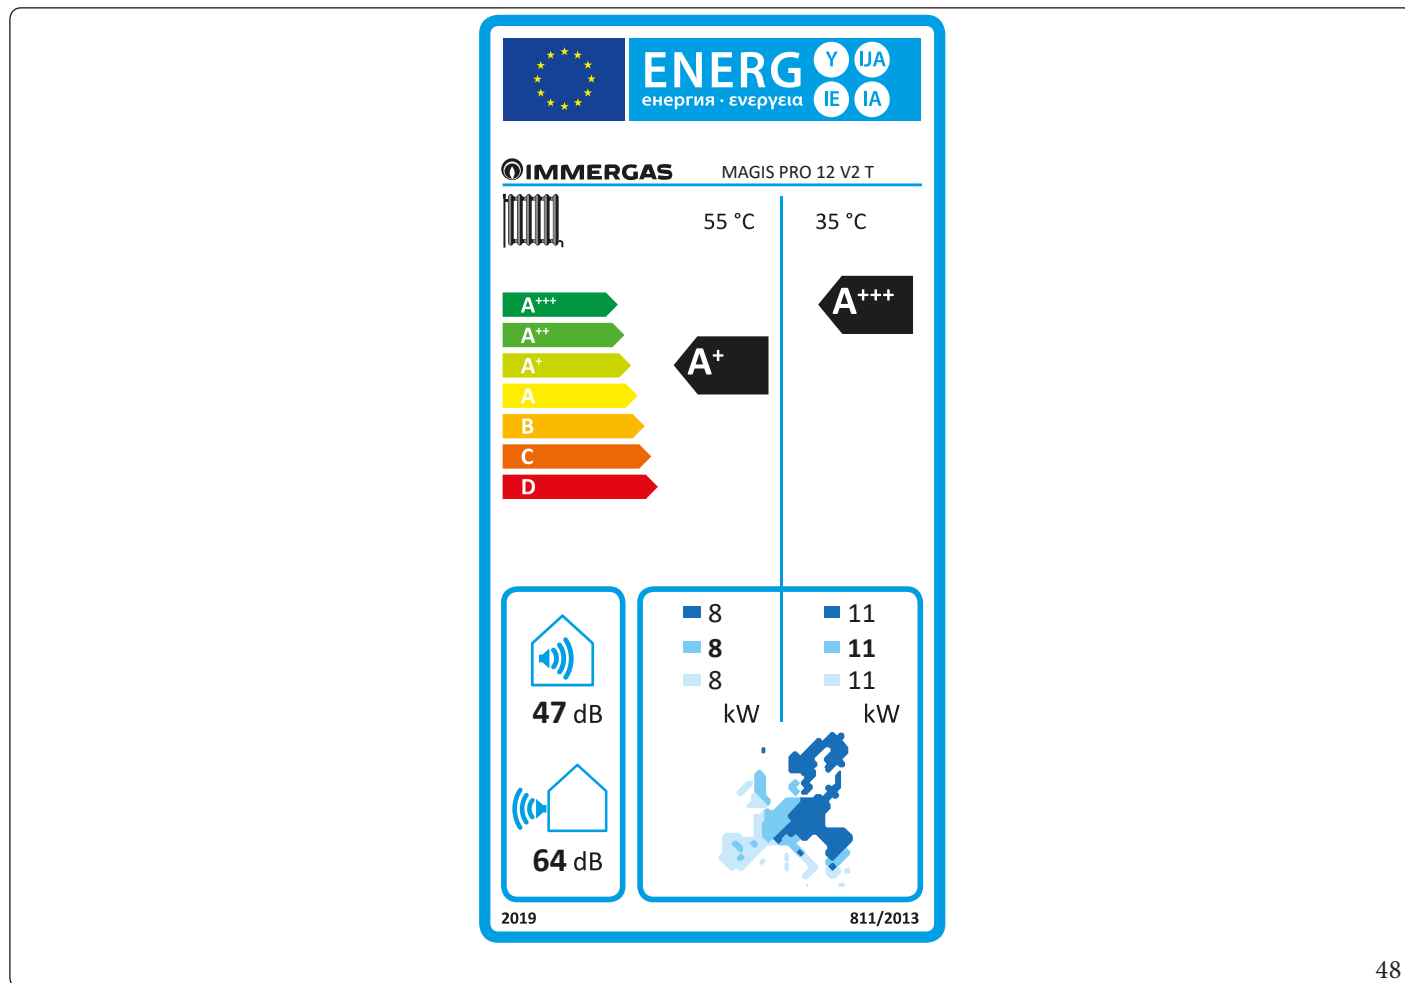 ENERG Y IJA
енергия · ενεργεια IE IA
IMMERGAS MAGIS PRO 12 V2 T
55 °C 35 °C
A+++
A+++
A++
A+
A+
A
B
C
D
8 11
8 11
8 11
kW kW
47 dB
64 dB
2019 811/2013
48